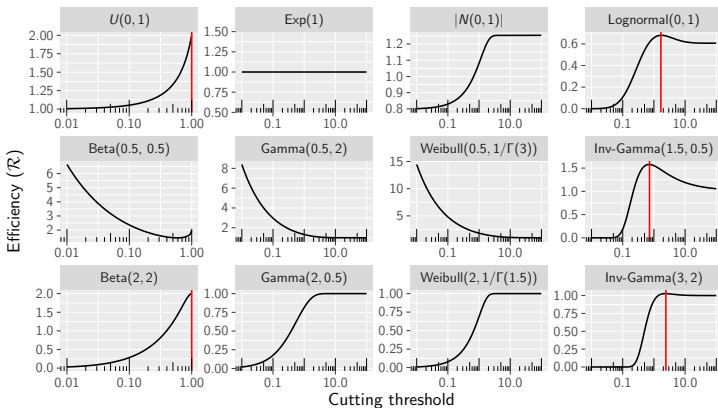 U(0, 1) Exp(1) |N(0, 1)| Lognormal(0, 1)
2.00 1.75 1.50 1.25 1.00
1.50 1.25 1.00 0.75 0.50
1.2 1.1 1.0 0.9 0.8
0.6 0.4 0.2 0.0
0.01 0.10 1.00 0.1 10.0 0.1 10.0 0.1 10.0
Beta(0.5, 0.5) Gamma(0.5, 2) Weibull(0.5, 1/Γ(3)) Inv-Gamma(1.5, 0.5)
6 5 4 3 2
8 6 4 2
15 10 5
1.5 1.0 0.5 0.0
0.01 0.10 1.00 0.1 10.0 0.1 10.0 0.1 10.0
Beta(2, 2) Gamma(2, 0.5) Weibull(2, 1/Γ(1.5)) Inv-Gamma(3, 2)
2.0 1.5 1.0 0.5 0.0
1.00 0.75 0.50 0.25 0.00
1.00 0.75 0.50 0.25 0.00
1.00 0.75 0.50 0.25 0.00
0.01 0.10 1.00 0.1 10.0 0.1 10.0 0.1 10.0
Efficiency (ℛ)
Cutting threshold